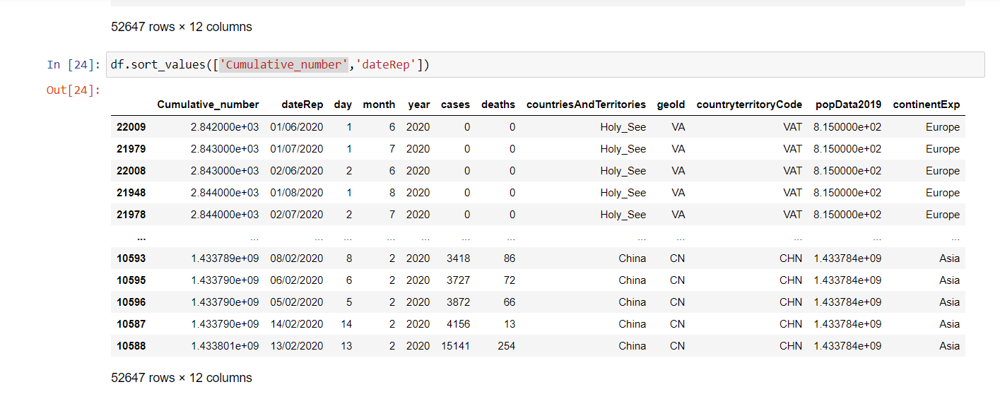 52647 rows × 12 columns
In [24]: df.sort_values(['Cumulative_number','dateRep'])
Out[24]:
Cumulative_number dateRep day month year cases deaths countriesAndTerritories geoId countryterritoryCode popData2019 continentExp
22009 2.842000e+03 01/06/2020 1 6 2020 0 0 Holy_See VA VAT 8.150000e+02 Europe
21979 2.843000e+03 01/07/2020 1 7 2020 0 0 Holy_See VA VAT 8.150000e+02 Europe
22008 2.843000e+03 02/06/2020 2 6 2020 0 0 Holy_See VA VAT 8.150000e+02 Europe
21948 2.844000e+03 01/08/2020 1 8 2020 0 0 Holy_See VA VAT 8.150000e+02 Europe
21978 2.844000e+03 02/07/2020 2 7 2020 0 0 Holy_See VA VAT 8.150000e+02 Europe
... ... ... ... ... ... ... ... ... ... ... ... ...
10593 1.433789e+09 08/02/2020 8 2 2020 3418 86 China CN CHN 1.433784e+09 Asia
10595 1.433790e+09 06/02/2020 6 2 2020 3727 72 China CN CHN 1.433784e+09 Asia
10596 1.433790e+09 05/02/2020 5 2 2020 3872 66 China CN CHN 1.433784e+09 Asia
10587 1.433790e+09 14/02/2020 14 2 2020 4156 13 China CN CHN 1.433784e+09 Asia
10588 1.433801e+09 13/02/2020 13 2 2020 15141 254 China CN CHN 1.433784e+09 Asia
52647 rows × 12 columns